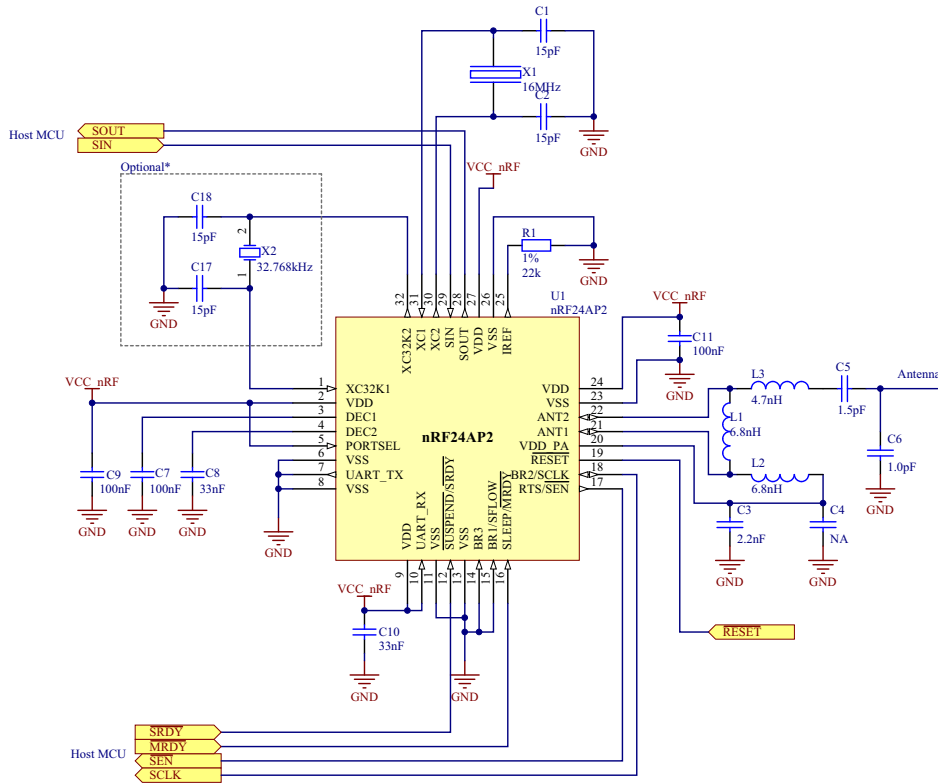 C1
15pF
X1
16MHz
C2
15pF
GND
Host MCU
SOUT
SIN
VCC_nRF
Optional*
C18
15pF
2
X2
32.768kHz
1
C17
15pF
GND
R1
1%
22k
GND
32
31
30
29
28
27
26
25
XC32K2
XC1
XC2
SIN
SOUT
VDD
VSS
IREF
U1
nRF24AP2
VCC_nRF
C11
100nF
GND
VCC_nRF
1
XC32K1
2
VDD
3
DEC1
4
DEC2
5
PORTSEL
6
VSS
7
UART_TX
8
VSS
nRF24AP2
VDD
24
VSS
23
ANT2
22
ANT1
21
VDD_PA
20
RESET
19
BR2/SCLK
18
RTS/SEN
17
L3
4.7nH
C5
1.5pF
Antenna
L1
6.8nH
L2
6.8nH
C6
1.0pF
GND
C9
100nF
GND
C7
100nF
GND
C8
33nF
GND
GND
C3
2.2nF
GND
C4
NA
GND
VDD
UART_RX
VSS
SUSPEND/SRDY
VSS
BR3
BR1/SFLOW
SLEEP/MRDY
9
10
11
12
13
14
15
16
VCC_nRF
C10
33nF
GND
GND
RESET
Host MCU
SRDY
MRDY
SEN
SCLK